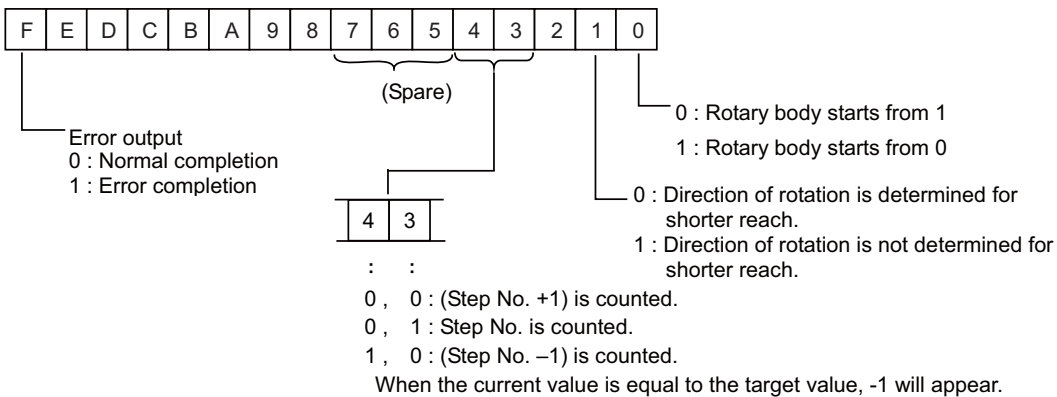 F E D C B A 9 8 7 6 5 4 3 2 1 0
(Spare)
Error output
0 : Normal completion
1 : Error completion
0 : Rotary body starts from 1
1 : Rotary body starts from 0
0 : Direction of rotation is determined for
shorter reach.
1 : Direction of rotation is not determined for
shorter reach.
4 3
: :
0 , 0 : (Step No. +1) is counted.
0 , 1 : Step No. is counted.
1 , 0 : (Step No. –1) is counted.
When the current value is equal to the target value, -1 will appear.